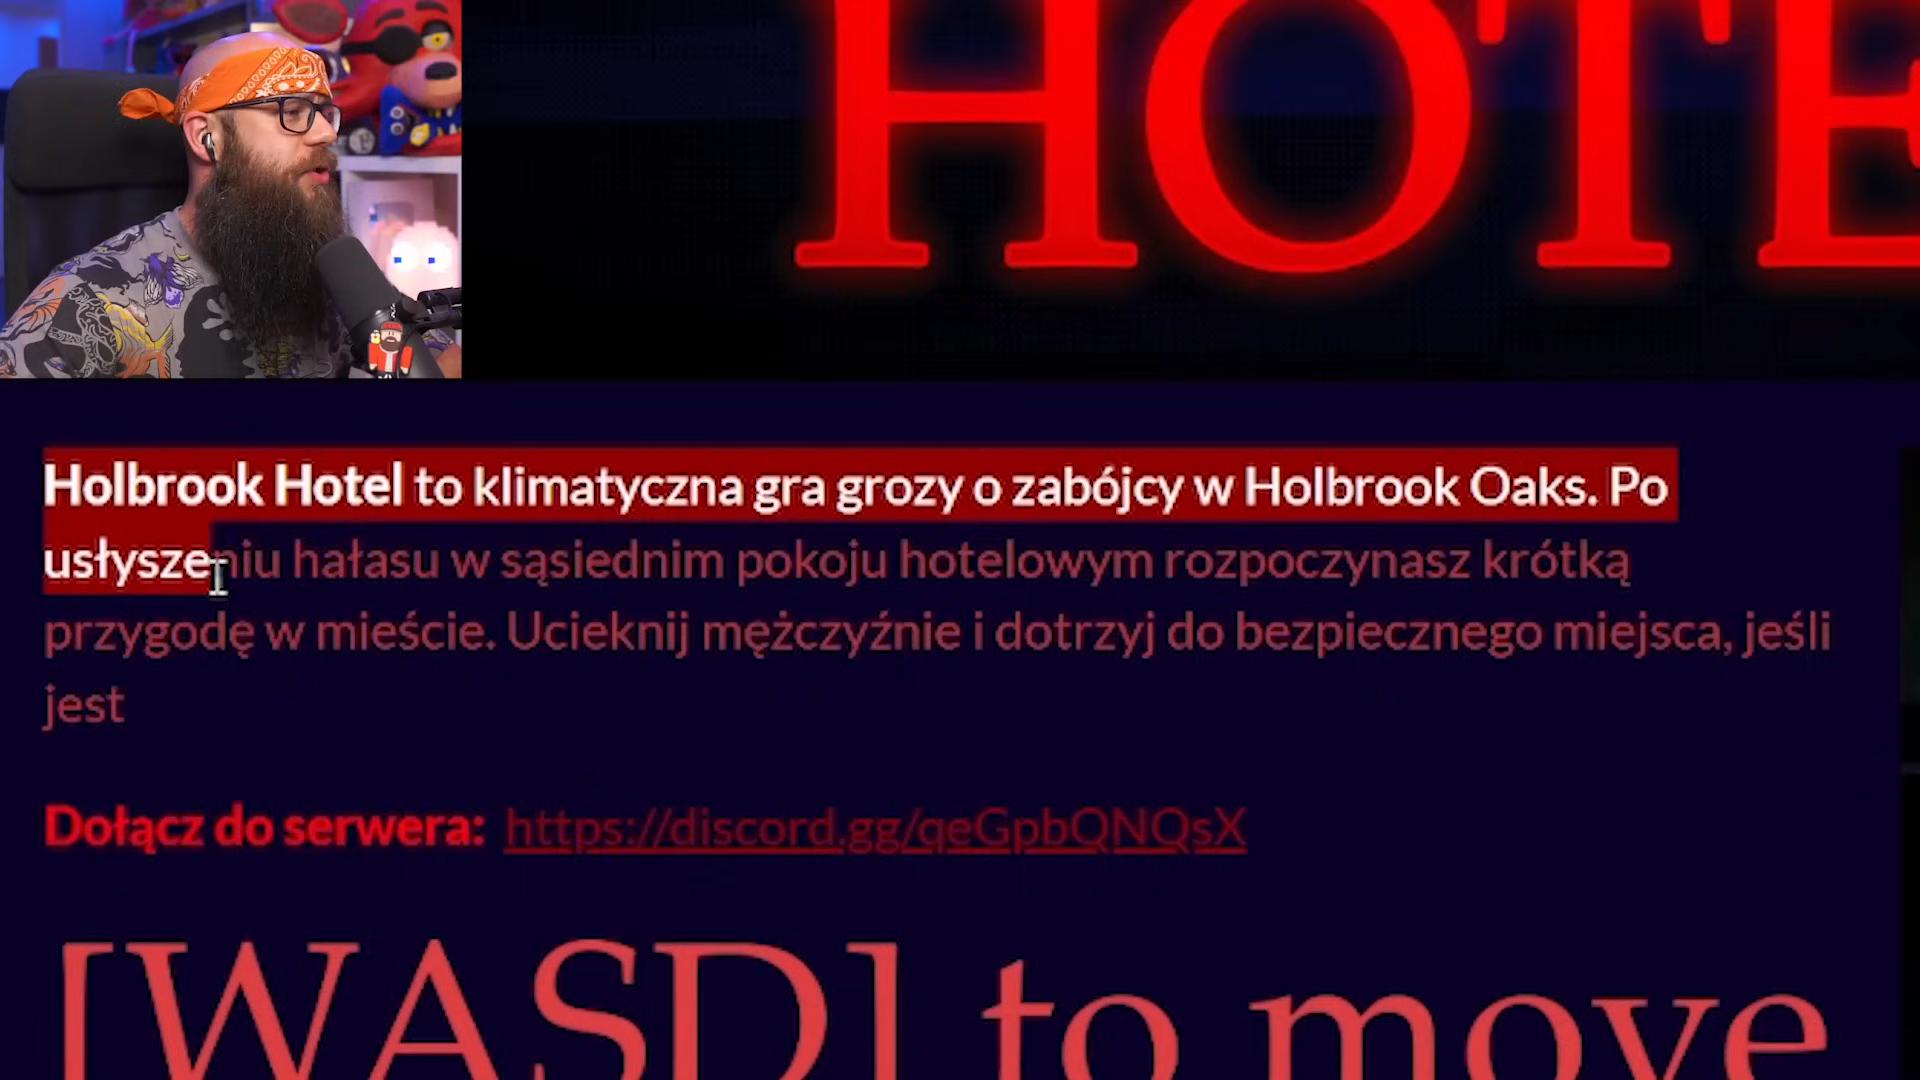 HOTE
Holbrook Hotel to klimatyczna gra grozy o zabójcy w Holbrook Oaks. Po
usłyszeniu hałasu w sąsiednim pokoju hotelowym rozpoczynasz krótką
przygodę w mieście. Ucieknij mężczyźnie i dotrzyj do bezpiecznego miejsca, jeśli
jest
Dołącz do serwera: https://discord.gg/qeGpbQNQsX
[WASD] to move